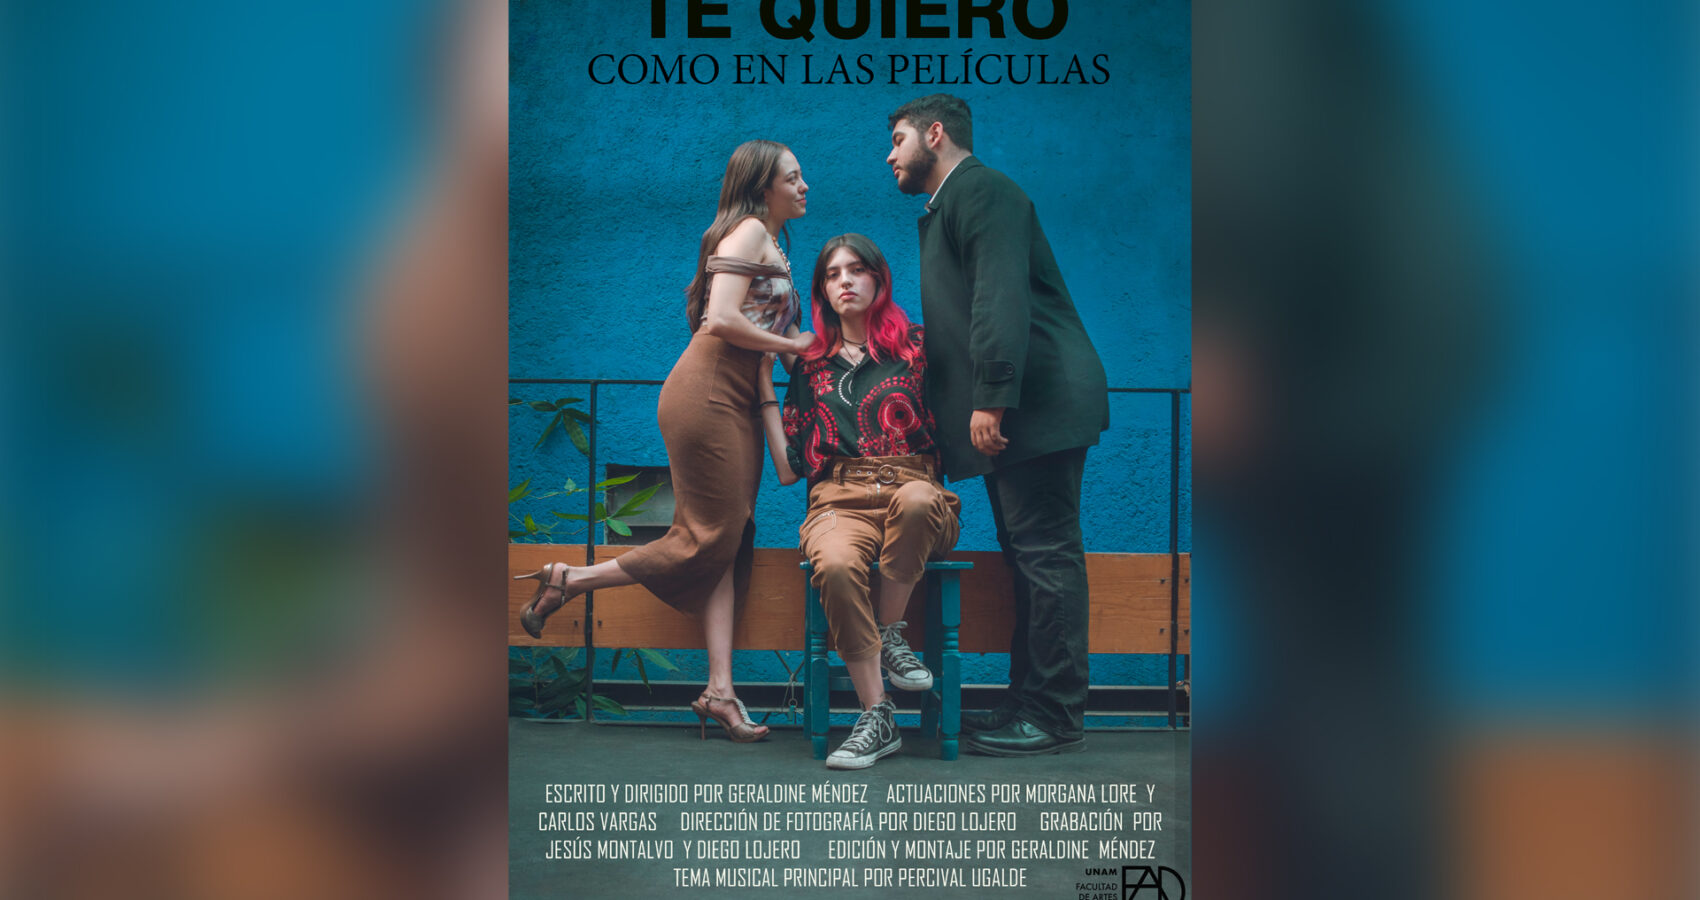 TE QUIERO
COMO EN LAS PELÍCULAS
ESCRITO Y DIRIGIDO POR GERALDINE MÉNDEZ ACTUACIONES POR MORGANA LORE Y
CARLOS VARGAS DIRECCIÓN DE FOTOGRAFÍA POR DIEGO LOJERO GRABACIÓN POR
JESÚS MONTALVO Y DIEGO LOJERO EDICIÓN Y MONTAJE POR GERALDINE MÉNDEZ
TEMA MUSICAL PRINCIPAL POR PERCIVAL UGALDE
UNAM
FACULTAD
DE ARTES
FAD